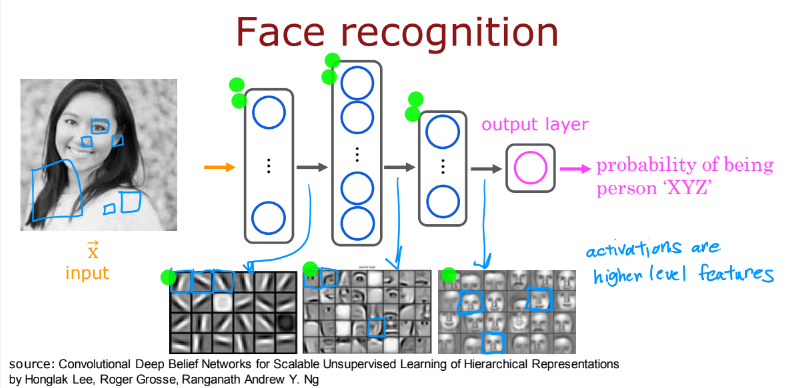 Face recognition
output layer
probability of being
person ‘XYZ’
x
input
activations are
higher level features
source: Convolutional Deep Belief Networks for Scalable Unsupervised Learning of Hierarchical Representations
by Honglak Lee, Roger Grosse, Ranganath Andrew Y. Ng